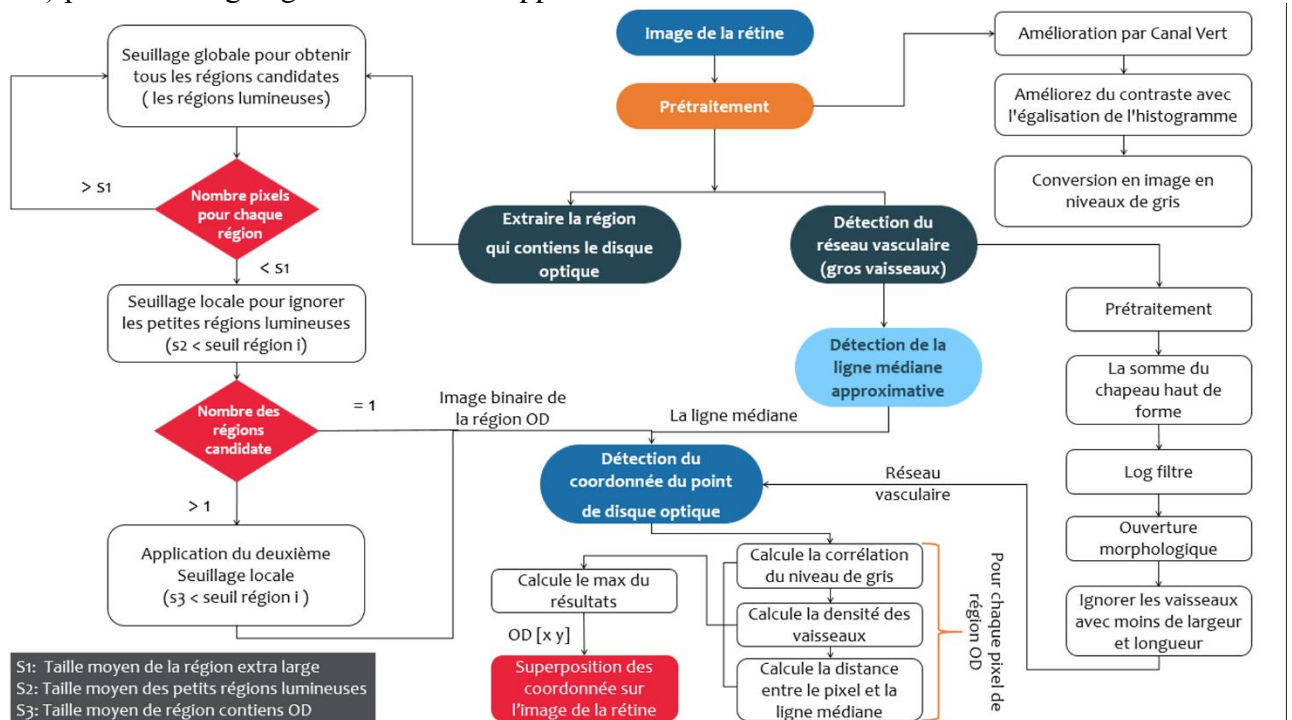 Image de la rétine
Prétraitement
Amélioration par Canal Vert
Améliorez du contraste avec
l'égalisation de l'histogramme
Conversion en image en
niveaux de gris
Seuillage globale pour obtenir
tous les régions candidates
( les régions lumineuses)
> S1
Nombre pixels
pour chaque
région
< S1
Seuillage locale pour ignorer
les petites régions lumineuses
(s2 < seuil région i)
Nombre des
régions
candidate
= 1
> 1
Application du deuxième
Seuillage locale
(s3 < seuil région i )
Extraire la région
qui contiens le disque
optique
Détection du
réseau vasculaire
(gros vaisseaux)
Détection de la
ligne médiane
approximative
Image binaire de
la région OD
La ligne médiane
Détection du
coordonnée du point
de disque optique
Réseau
vasculaire
Prétraitement
La somme du
chapeau haut de
forme
Log filtre
Ouverture
morphologique
Ignorer les vaisseaux
avec moins de largeur
et longueur
Calcule la corrélation
du niveau de gris
Calcule la densité des
vaisseaux
Calcule la distance
entre le pixel et la
ligne médiane
Pour chaque pixel de
région OD
Calcule le max du
résultats
OD [x y]
Superposition des
coordonnée sur
l'image de la rétine
S1: Taille moyen de la région extra large
S2: Taille moyen des petits régions lumineuses
S3: Taille moyen de région contiens OD